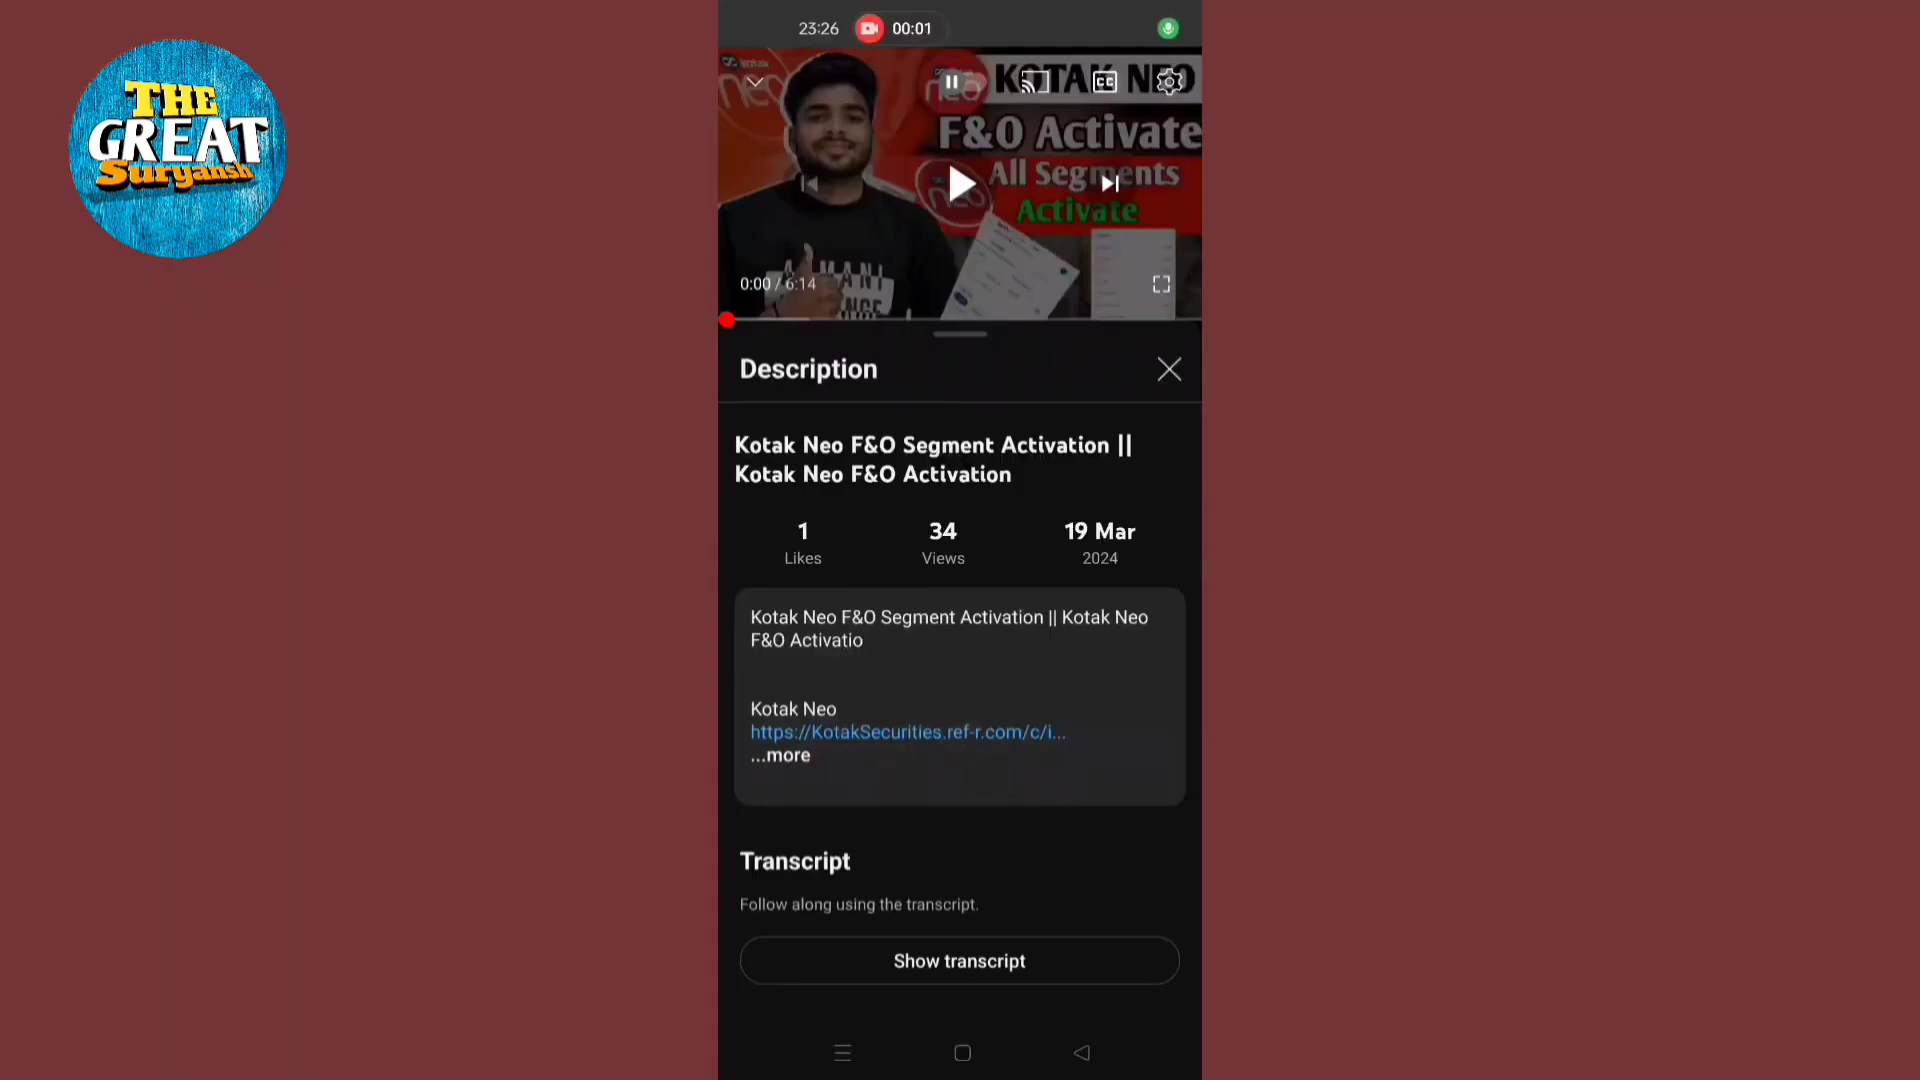 THE
GREAT
Suryansh
23:26
00:01
KOTAK NEO
F&O Activate
All Segments
Activate
neo
0:00 / 6:14
Description
Kotak Neo F&O Segment Activation ||
Kotak Neo F&O Activation
1
Likes
34
Views
19 Mar
2024
Kotak Neo F&O Segment Activation || Kotak Neo
F&O Activatio
Kotak Neo
https://KotakSecurities.ref-r.com/c/i...
...more
Transcript
Follow along using the transcript.
Show transcript